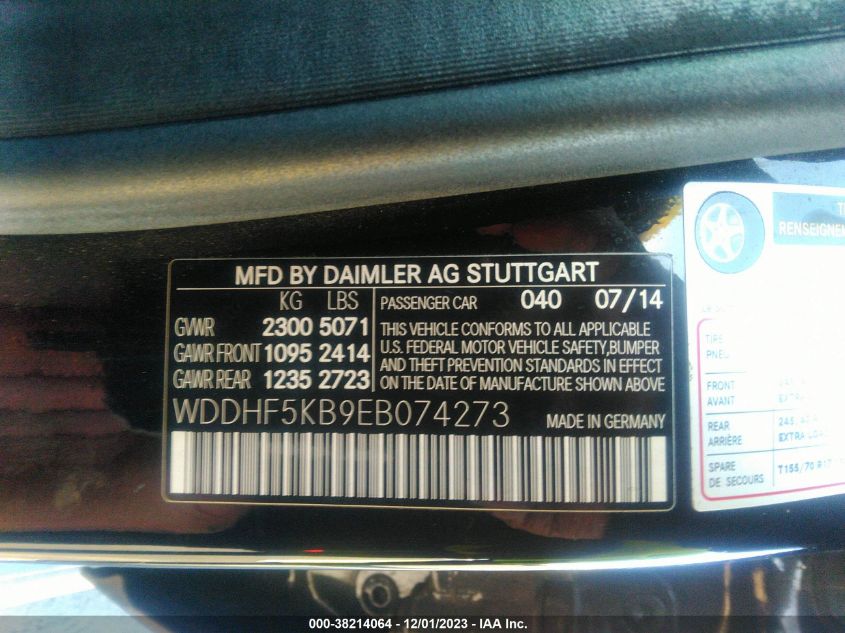 MFD BY DAIMLER AG STUTTGART
KG LBS
GVWR 2300 5071
GAWR FRONT 1095 2414
GAWR REAR 1235 2723
PASSENGER CAR 040 07/14
THIS VEHICLE CONFORMS TO ALL APPLICABLE
U.S. FEDERAL MOTOR VEHICLE SAFETY,BUMPER
AND THEFT PREVENTION STANDARDS IN EFFECT
ON THE DATE OF MANUFACTURE SHOWN ABOVE
WDDHF5KB9EB074273 MADE IN GERMANY
TIRE
FRONT
AVANT
REAR
ARRIÈRE
SPARE T155/70
DE SECOURS
000-38214064 - 12/01/2023 - IAA Inc.